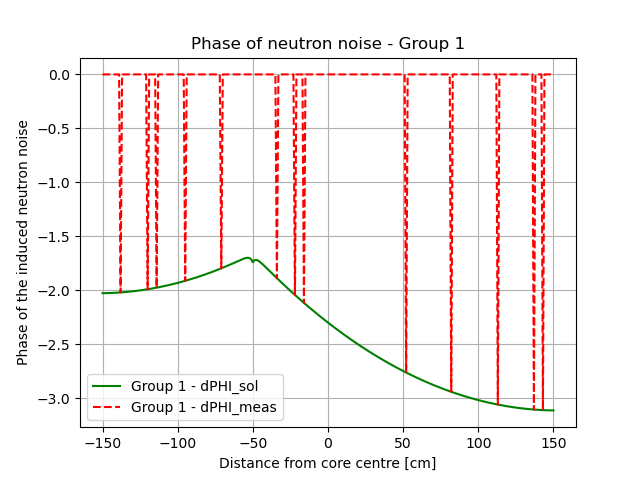 Phase of neutron noise - Group 1
Phase of the induced neutron noise
0.0
−0.5
−1.0
−1.5
−2.0
−2.5
−3.0
Group 1 - dPHI_sol
Group 1 - dPHI_meas
−150
−100
−50
0
50
100
150
Distance from core centre [cm]